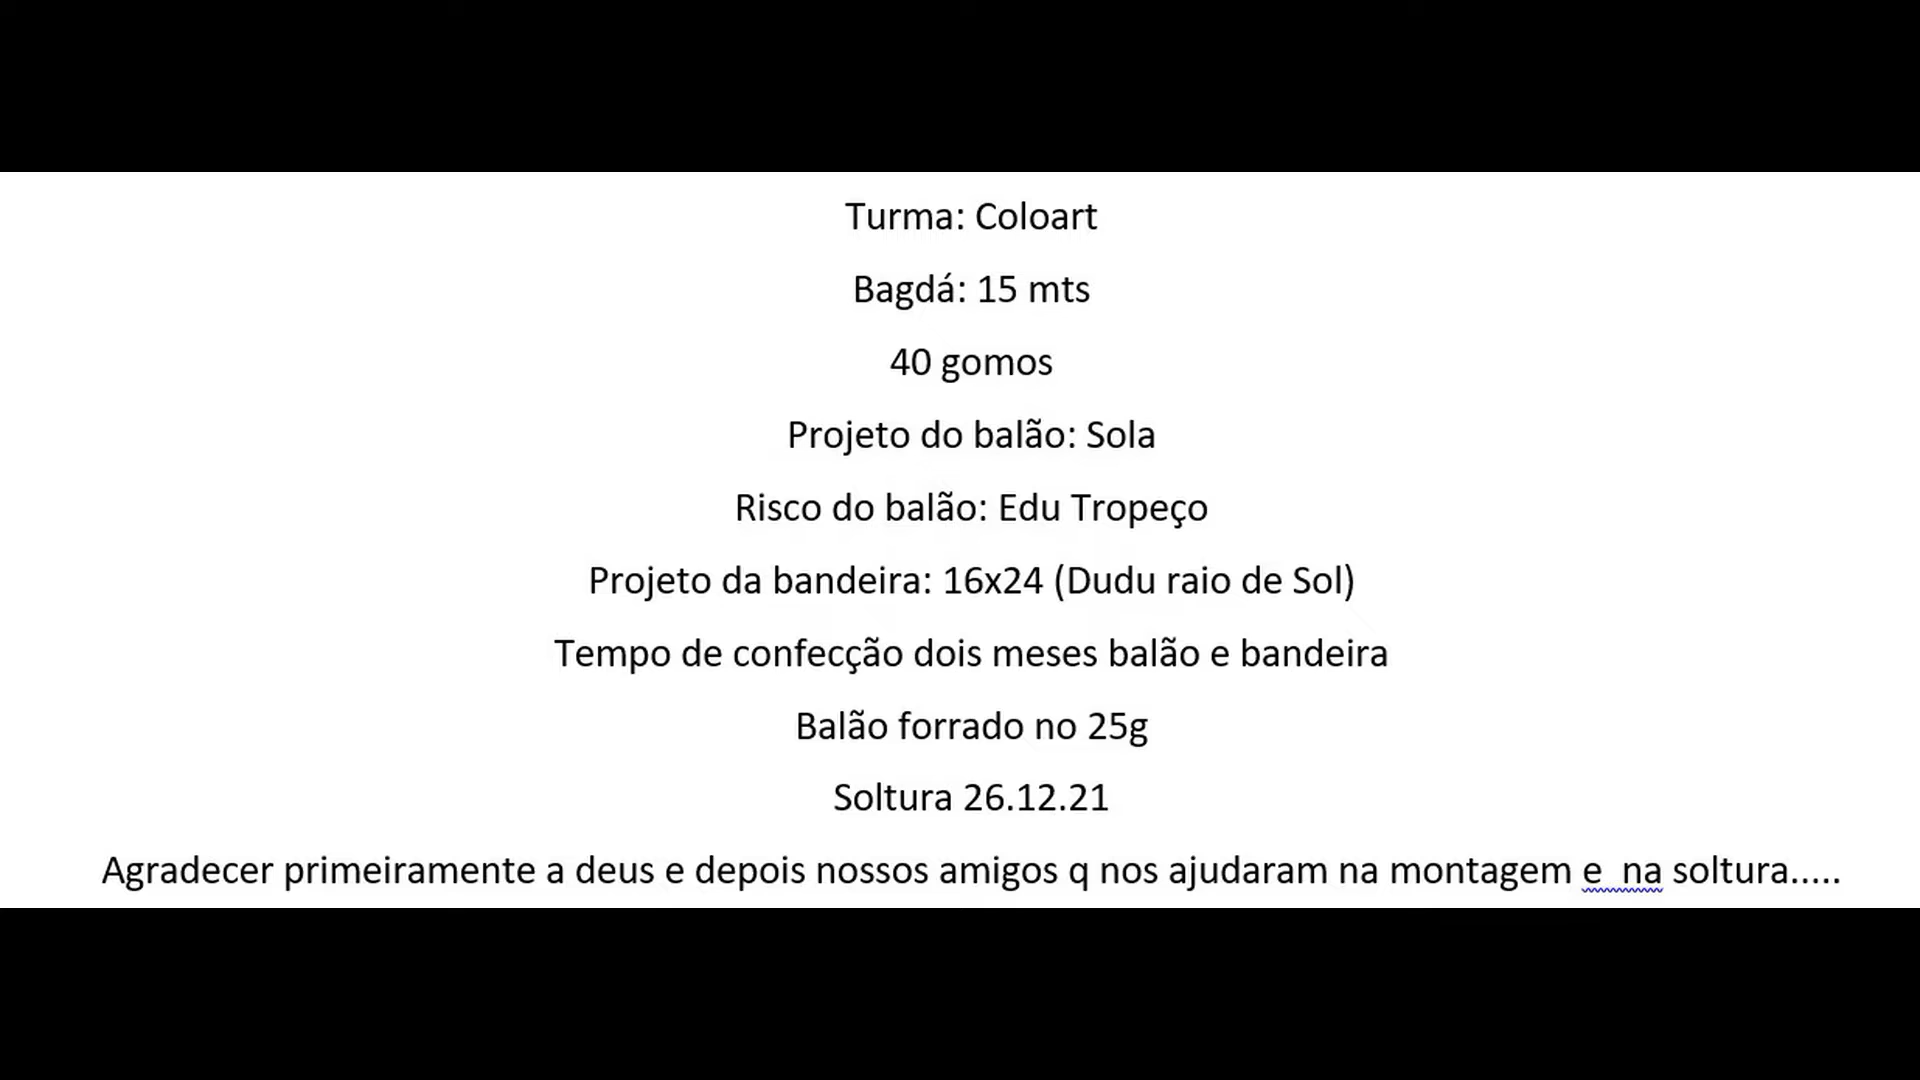 Turma: Coloart
Bagdá: 15 mts
40 gomos
Projeto do balão: Sola
Risco do balão: Edu Tropeço
Projeto da bandeira: 16x24 (Dudu raio de Sol)
Tempo de confecção dois meses balão e bandeira
Balão forrado no 25g
Soltura 26.12.21
Agradecer primeiramente a deus e depois nossos amigos q nos ajudaram na montagem e  na soltura.....